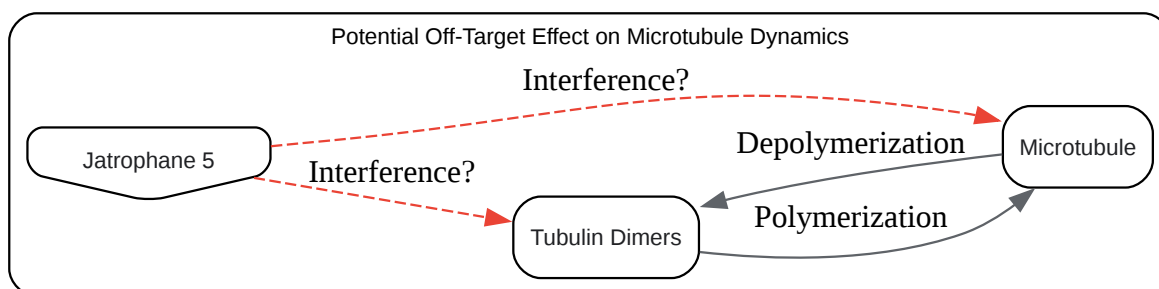 Potential Off-Target Effect on Microtubule Dynamics
Interference?
Depolymerization
Microtubule
Jatrophane 5
Interference?
Polymerization
Tubulin Dimers